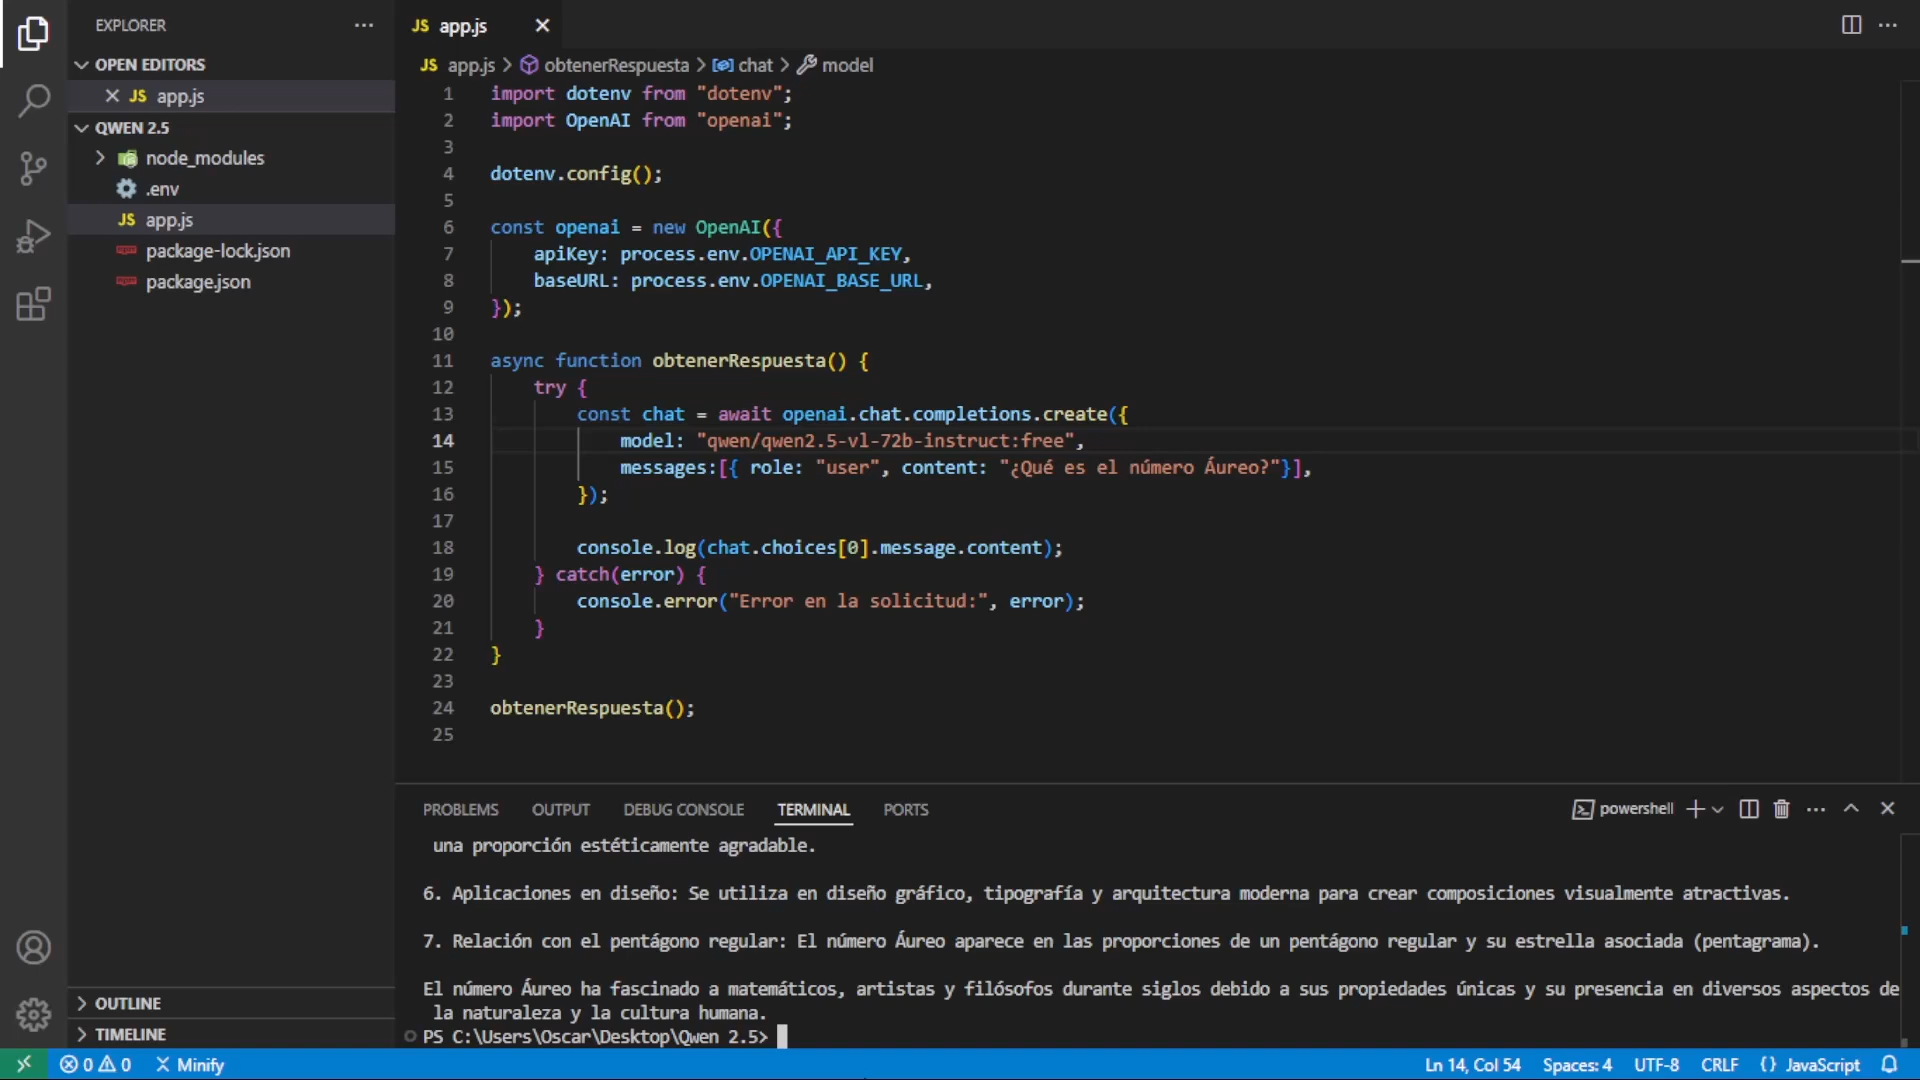 EXPLORER
OPEN EDITORS
JS app.js
QWEN 2.5
node_modules
.env
JS app.js
package-lock.json
package.json
OUTLINE
TIMELINE
JS app.js
JS app.js > obtenerRespuesta > chat > model
1 import dotenv from "dotenv";
2 import OpenAI from "openai";
3
4 dotenv.config();
5
6 const openai = new OpenAI({
7 apiKey: process.env.OPENAI_API_KEY,
8 baseURL: process.env.OPENAI_BASE_URL,
9 });
10
11 async function obtenerRespuesta() {
12 try {
13 const chat = await openai.chat.completions.create({
14 model: "qwen/qwen2.5-vl-72b-instruct:free",
15 messages:[{ role: "user", content: "¿Qué es el número Áureo?"}],
16 });
17
18 console.log(chat.choices[0].message.content);
19 } catch(error) {
20 console.error("Error en la solicitud:", error);
21 }
22 }
23
24 obtenerRespuesta();
25
PROBLEMS OUTPUT DEBUG CONSOLE TERMINAL PORTS
powershell
una proporción estéticamente agradable.
6. Aplicaciones en diseño: Se utiliza en diseño gráfico, tipografía y arquitectura moderna para crear composiciones visualmente atractivas.
7. Relación con el pentágono regular: El número Áureo aparece en las proporciones de un pentágono regular y su estrella asociada (pentagrama).
El número Áureo ha fascinado a matemáticos, artistas y filósofos durante siglos debido a sus propiedades únicas y su presencia en diversos aspectos de
la naturaleza y la cultura humana.
PS C:\Users\Oscar\Desktop\Qwen 2.5>
0 0 Minify
Ln 14, Col 54 Spaces: 4 UTF-8 CRLF {} JavaScript